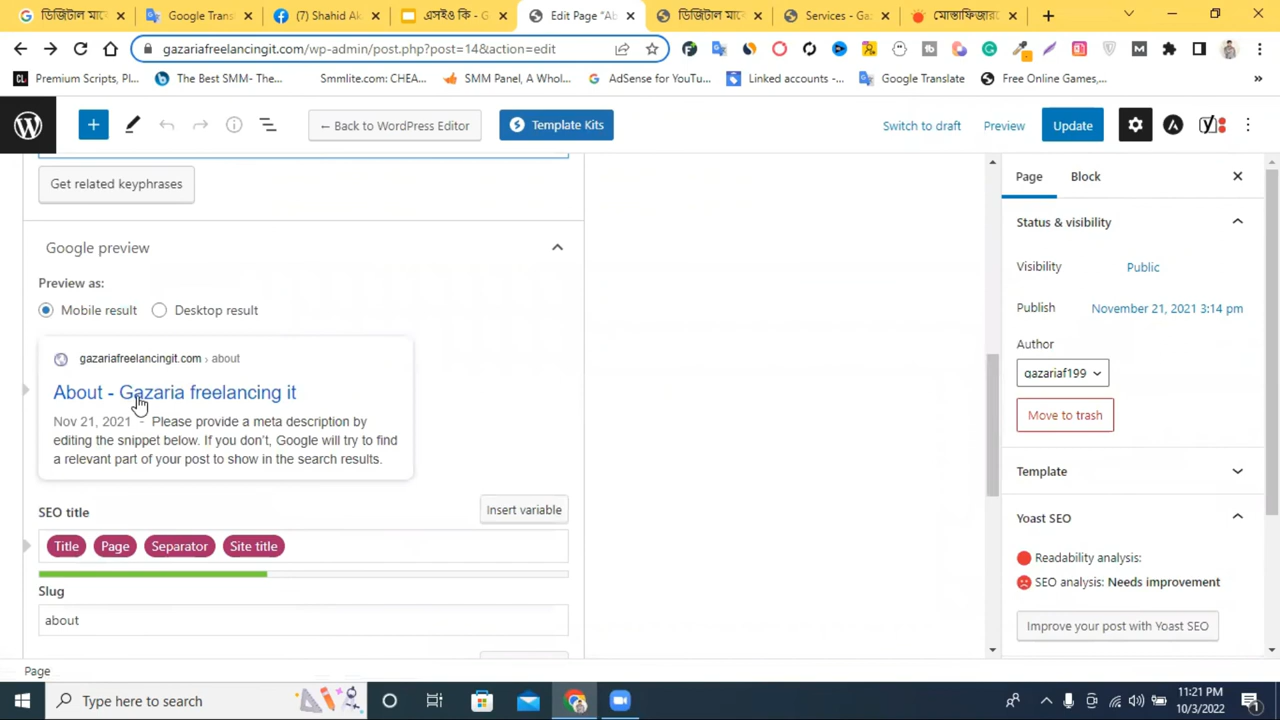 ডিজিটাল মাে
Google Trans
(7) Shahid Ak
এসইও কি - G
Edit Page "Ab
ডিজিটাল মাে
Services - Gaz
মোস্তাফিজার
gazariafreelancingit.com/wp-admin/post.php?post=14&action=edit
Premium Scripts, Pl...
The Best SMM- The...
Smmlite.com: CHEA...
SMM Panel, A Whol...
AdSense for YouTu...
Linked accounts -...
Google Translate
Free Online Games,...
»
← Back to WordPress Editor
Template Kits
Switch to draft
Preview
Update
Get related keyphrases
Google preview
Preview as:
Mobile result
Desktop result
gazariafreelancingit.com › about
About - Gazaria freelancing it
Nov 21, 2021 - Please provide a meta description by
editing the snippet below. If you don't, Google will try to find
a relevant part of your post to show in the search results.
SEO title
Insert variable
Title Page Separator Site title
Slug
about
Page
Block
Status & visibility
Visibility
Public
Publish
November 21, 2021 3:14 pm
Author
gazariaf199
Move to trash
Template
Yoast SEO
Readability analysis:
SEO analysis: Needs improvement
Improve your post with Yoast SEO
Page
Type here to search
11:21 PM
10/3/2022